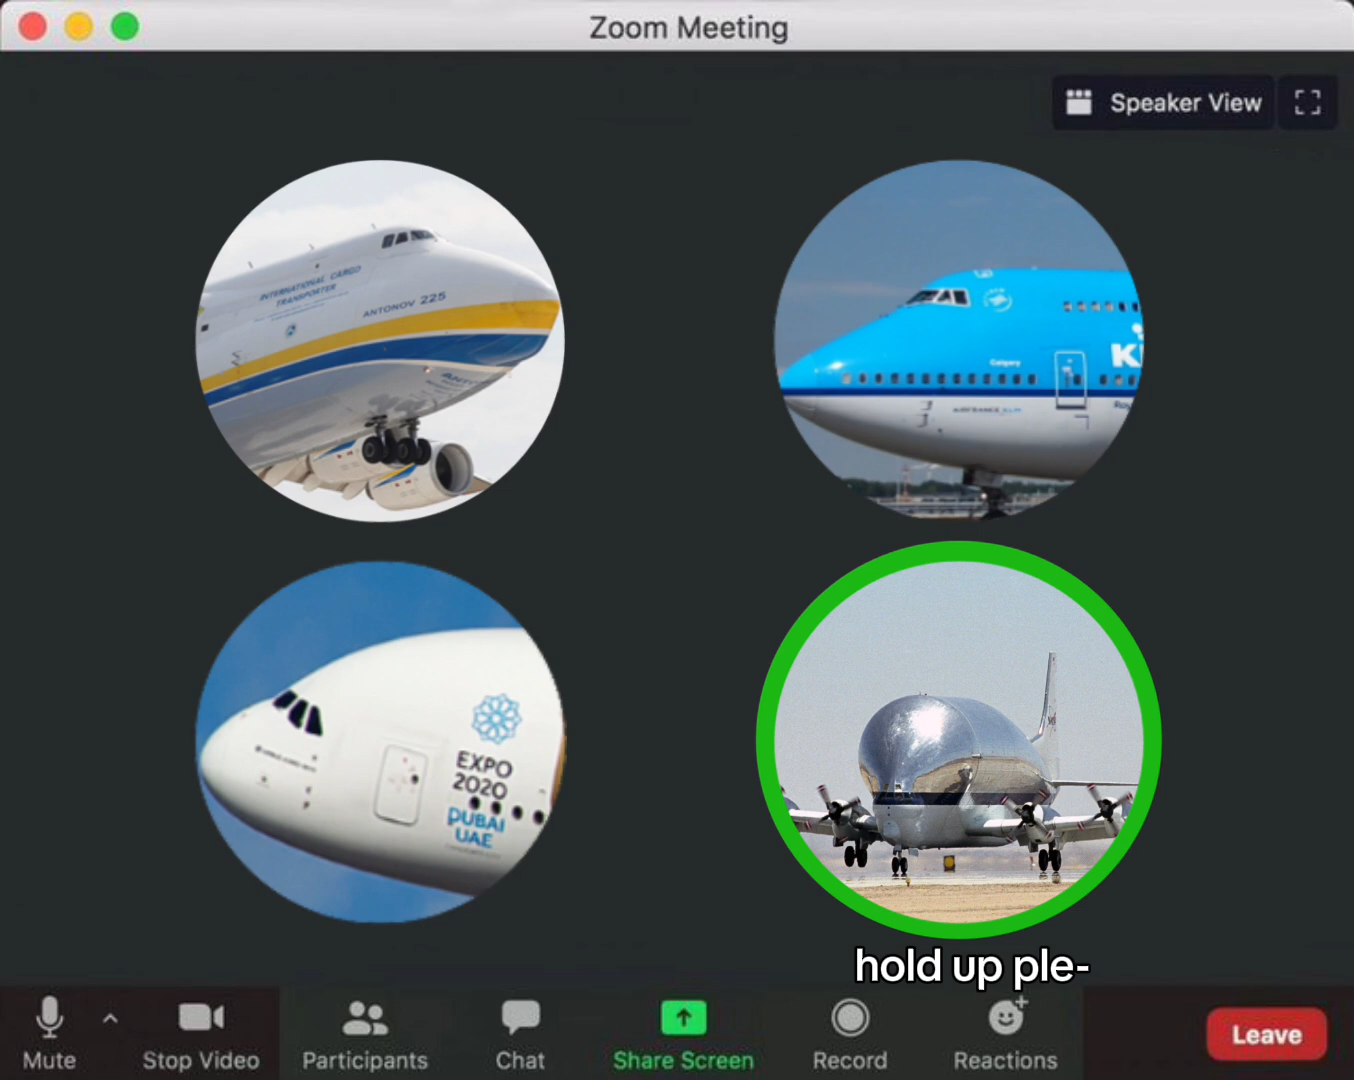 Zoom Meeting
Speaker View
INTERNATIONAL CARGO
TRANSPORTER
ANTONOV 225
Calgary
EXPO
2020
DUBAI
UAE
hold up ple-
Mute
Stop Video
Participants
Chat
Share Screen
Record
Reactions
Leave